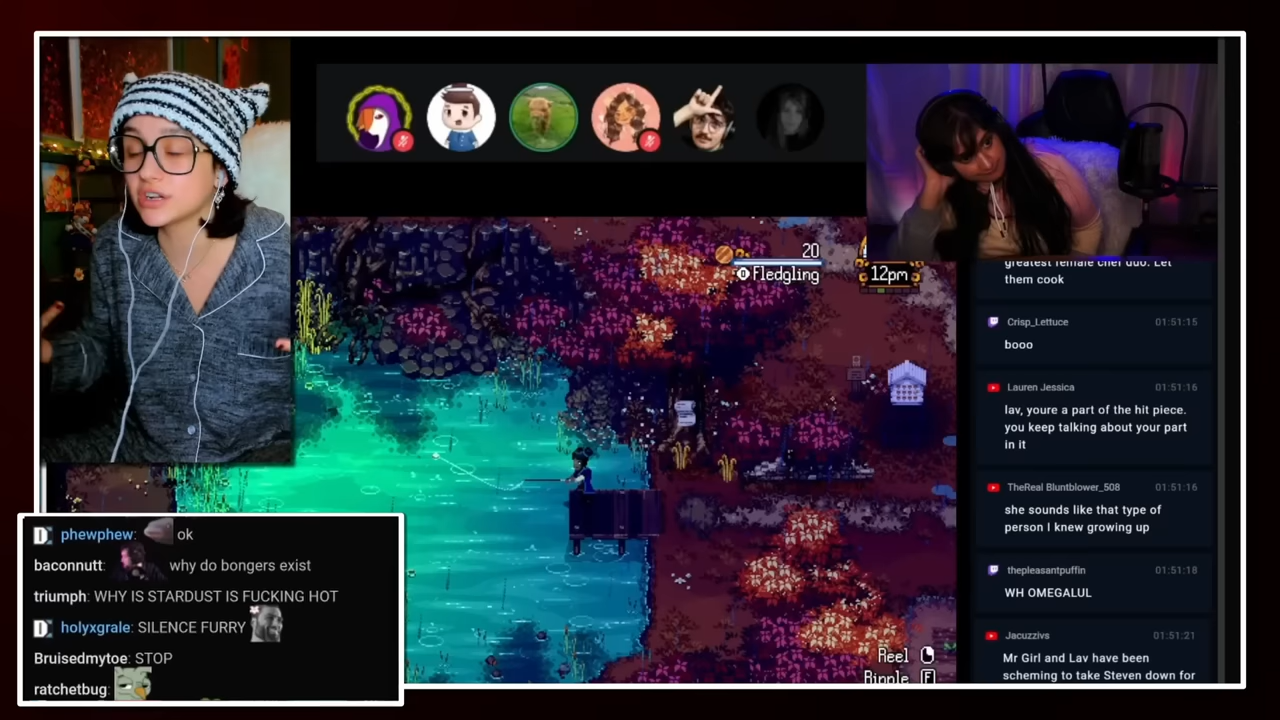 20
Fledgling
12pm
greatest female chef duo. Let
them cook
Crisp_Lettuce 01:51:15
booo
Lauren Jessica 01:51:16
lav, youre a part of the hit piece.
you keep talking about your part
in it
TheReal Bluntblower_508 01:51:16
she sounds like that type of
person I knew growing up
thepleasantpuffin 01:51:18
WH OMEGALUL
Jacuzzivs 01:51:21
Mr Girl and Lav have been
scheming to take Steven down for
Reel
Ripple F
phewphew: ok
baconnutt: why do bongers exist
triumph: WHY IS STARDUST IS FUCKING HOT
holyxgrale: SILENCE FURRY
Bruisedmytoe: STOP
ratchetbug: